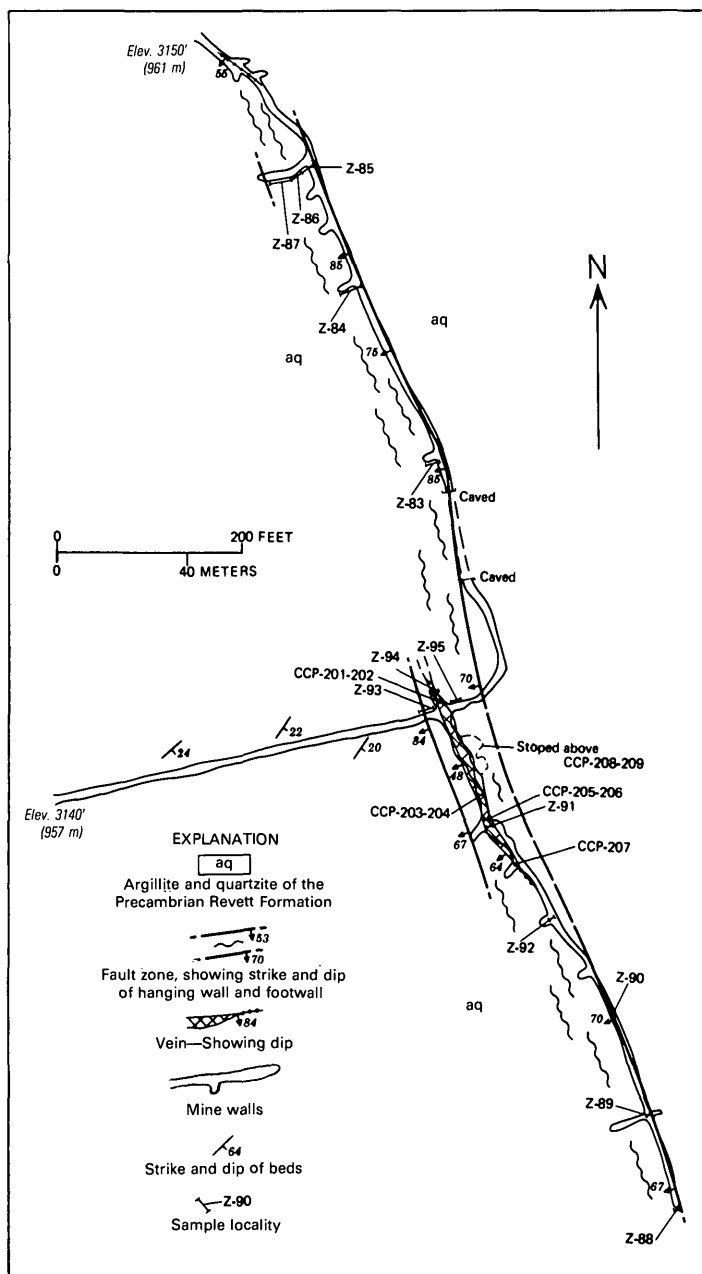 Elev. 3150'
(961 m)
55
Z-85
Z-86
Z-87
N
85
Z-84
aq
aq
75
Z-83
85
Caved
0 200 FEET
0 40 METERS
Caved
Z-95
Z-94
CCP-201-202
Z-93
70
22
24
20
84
Stoped above
CCP-208-209
48
CCP-203-204
CCP-205-206
Z-91
Elev. 3140'
(957 m)
67
CCP-207
64
EXPLANATION
aq
Argillite and quartzite of the
Precambrian Revett Formation
Z-92
53
70
Fault zone, showing strike and dip
of hanging wall and footwall
Z-90
70
aq
84
Vein—Showing dip
Mine walls
Z-89
64
Strike and dip of beds
67
Z-90
Sample locality
Z-88